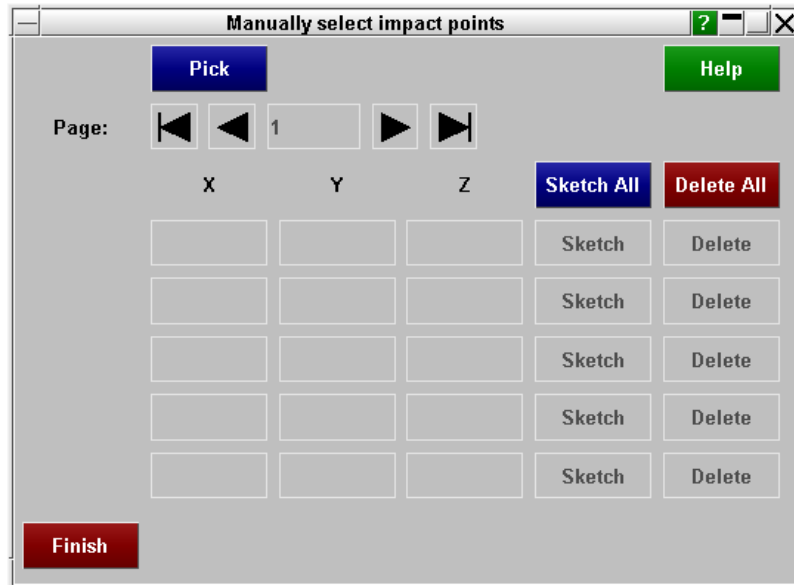 Manually select impact points ?
Pick Help
Page: 1
X Y Z Sketch All Delete All
Sketch Delete
Sketch Delete
Sketch Delete
Sketch Delete
Sketch Delete
Finish